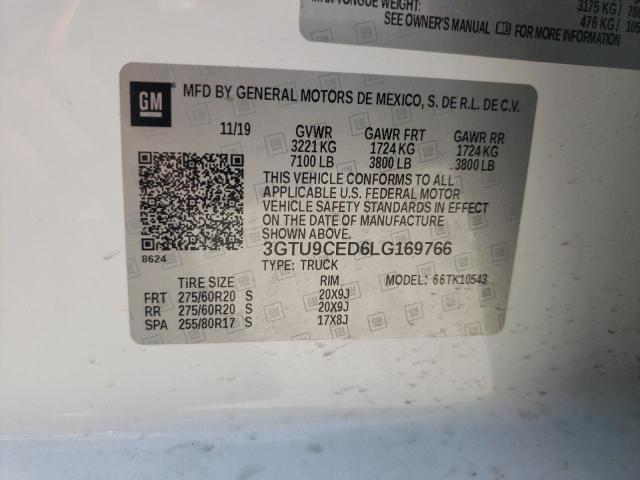 3175 KG/
476 KG/
SEE OWNER'S MANUAL FOR MORE INFORMATION
GM
MFD BY GENERAL MOTORS DE MEXICO, S. DE R.L. DE C.V.
11/19 GVWR GAWR FRT GAWR RR
3221 KG 1724 KG 1724 KG
7100 LB 3800 LB 3800 LB
THIS VEHICLE CONFORMS TO ALL
APPLICABLE U.S. FEDERAL MOTOR
VEHICLE SAFETY STANDARDS IN EFFECT
ON THE DATE OF MANUFACTURE
SHOWN ABOVE.
8624
3GTU9CED6LG169766
TYPE: TRUCK
TIRE SIZE RIM MODEL: 66TK10543
FRT 275/60R20 S 20X9J
RR 275/60R20 S 20X9J
SPA 255/80R17 S 17X8J